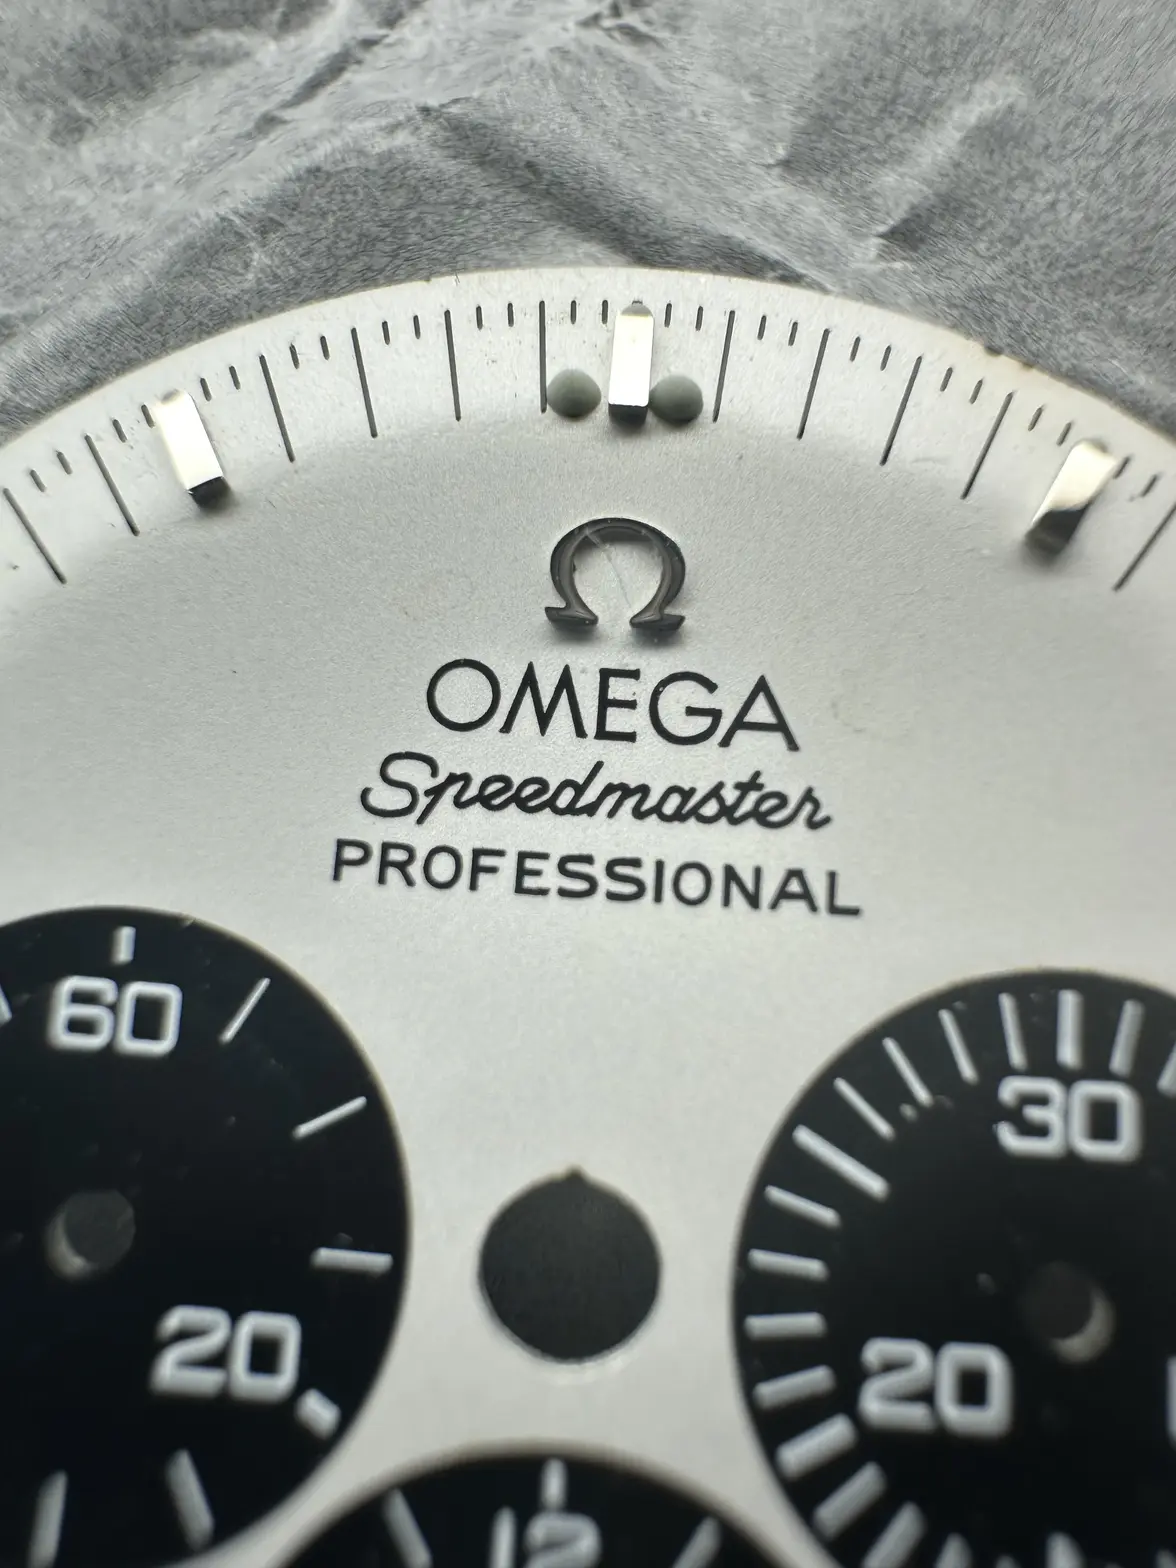 Ω
OMEGA
Speedmaster
PROFESSIONAL
60
30
20
20
12